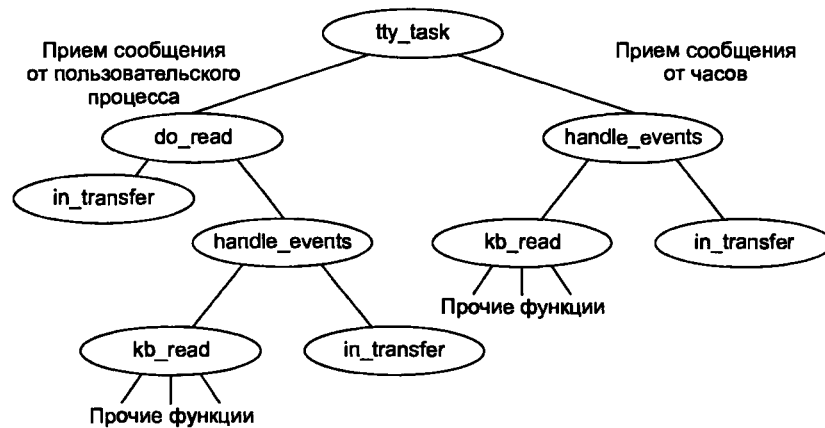 tty_task
Прием сообщения
от пользовательского
процесса
Прием сообщения
от часов
do_read
handle_events
in_transfer
handle_events
kb_read
in_transfer
Прочие функции
kb_read
in_transfer
Прочие функции